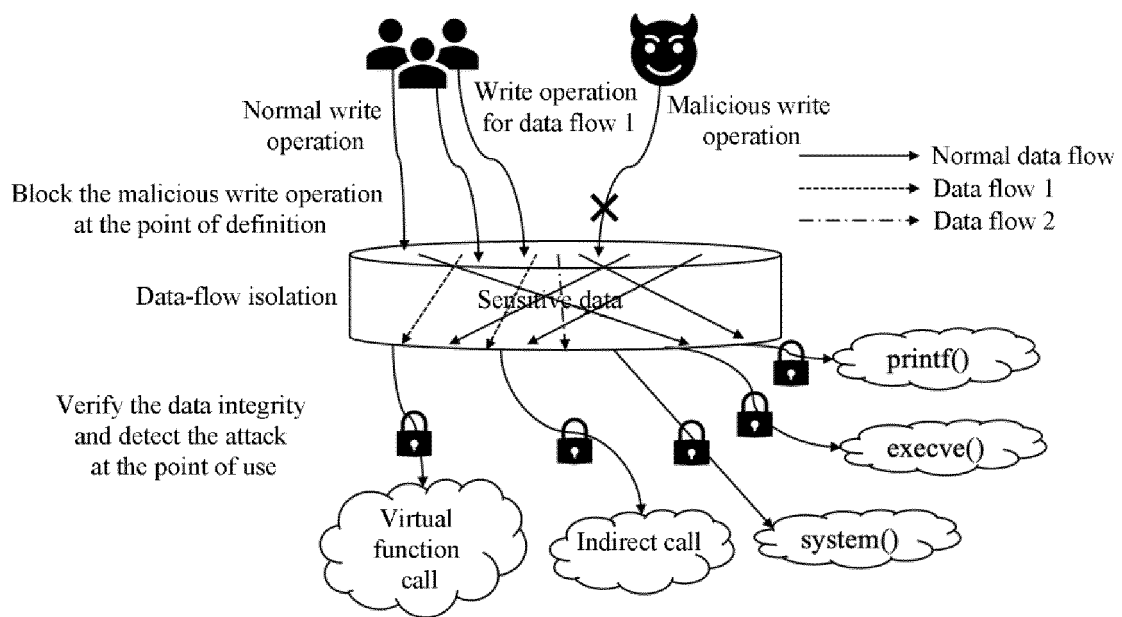 Normal write
operation
Write operation
for data flow 1
Malicious write
operation
Normal data flow
Data flow 1
Data flow 2
Block the malicious write operation
at the point of definition
Data-flow isolation
Sensitive data
printf()
Verify the data integrity
and detect the attack
at the point of use
execve()
Virtual
function
call
Indirect call
system()